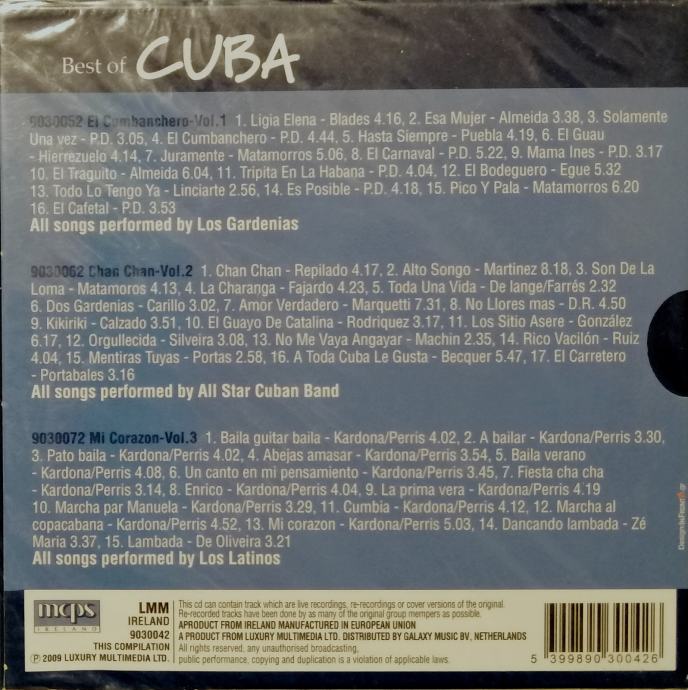 Best of CUBA
9030052 El Cumbanchero-Vol.1 1. Ligia Elena - Blades 4.16, 2. Esa Mujer - Almeida 3.38, 3. Solamente
Una vez - P.D. 3.05, 4. El Cumbanchero - P.D. 4.44, 5. Hasta Siempre - Puebla 4.19, 6. El Guau
- Hierrezuelo 4.14, 7. Juramente - Matamorros 5.06, 8. El Carnaval - P.D. 5.22, 9. Mama Ines - P.D. 3.17
10. El Traguito - Almeida 6.04, 11. Tripita En La Habana - P.D. 4.04, 12. El Bodeguero - Egue 5.32
13. Todo Lo Tengo Ya - Linciarte 2.56, 14. Es Posible - P.D. 4.18, 15. Pico Y Pala - Matamorros 6.20
16. El Cafetal - P.D. 3.53
All songs performed by Los Gardenias
9030062 Chan Chan-Vol.2 1. Chan Chan - Repilado 4.17, 2. Alto Songo - Martinez 8.18, 3. Son De La
Loma - Matamoros 4.13, 4. La Charanga - Fajardo 4.23, 5. Toda Una Vida - De lange/Farrés 2.32
6. Dos Gardenias - Carillo 3.02, 7. Amor Verdadero - Marquetti 7.31, 8. No Llores mas - D.R. 4.50
9. Kikiriki - Calzado 3.51, 10. El Guayo De Catalina - Rodriquez 3.17, 11. Los Sitio Asere - González
6.17, 12. Orgullecida - Silveira 3.08, 13. No Me Vaya Angayar - Machin 2.35, 14. Rico Vacilón - Ruiz
4.04, 15. Mentiras Tuyas - Portas 2.58, 16. A Toda Cuba Le Gusta - Becquer 5.47, 17. El Carretero
- Portabales 3.16
All songs performed by All Star Cuban Band
9030072 Mi Corazon-Vol.3 1. Baila guitar baila - Kardona/Perris 4.02, 2. A bailar - Kardona/Perris 3.30,
3. Pato baila - Kardona/Perris 4.02, 4. Abejas amasar - Kardona/Perris 3.54, 5. Baila verano
- Kardona/Perris 4.08, 6. Un canto en mi pensamiento - Kardona/Perris 3.45, 7. Fiesta cha cha
- Kardona/Perris 3.14, 8. Enrico - Kardona/Perris 4.04, 9. La prima vera - Kardona/Perris 4.19
10. Marcha par Manuela - Kardona/Perris 3.29, 11. Cumbia - Kardona/Perris 4.12, 12. Marcha al
copacabana - Kardona/Perris 4.52, 13. Mi corazon - Kardona/Perris 5.03, 14. Dancando lambada - Zé
Maria 3.37, 15. Lambada - De Oliveira 3.21
All songs performed by Los Latinos
mcps
IRELAND
LMM
IRELAND
9030042
THIS COMPILATION
℗ 2009 LUXURY MULTIMEDIA LTD.
This cd can contain track which are live recordings, re-recordings or cover versions of the original.
Re-recorded tracks have been done by as many of the original group members as possible.
APRODUCT FROM IRELAND MANUFACTURED IN EUROPEAN UNION
A PRODUCT FROM LUXURY MULTIMEDIA LTD. DISTRIBUTED BY GALAXY MUSIC BV, NETHERLANDS
All rights reserved, any unauthorised broadcasting,
public performance, copying and duplication is a violation of applicable laws.
5 399890 300426